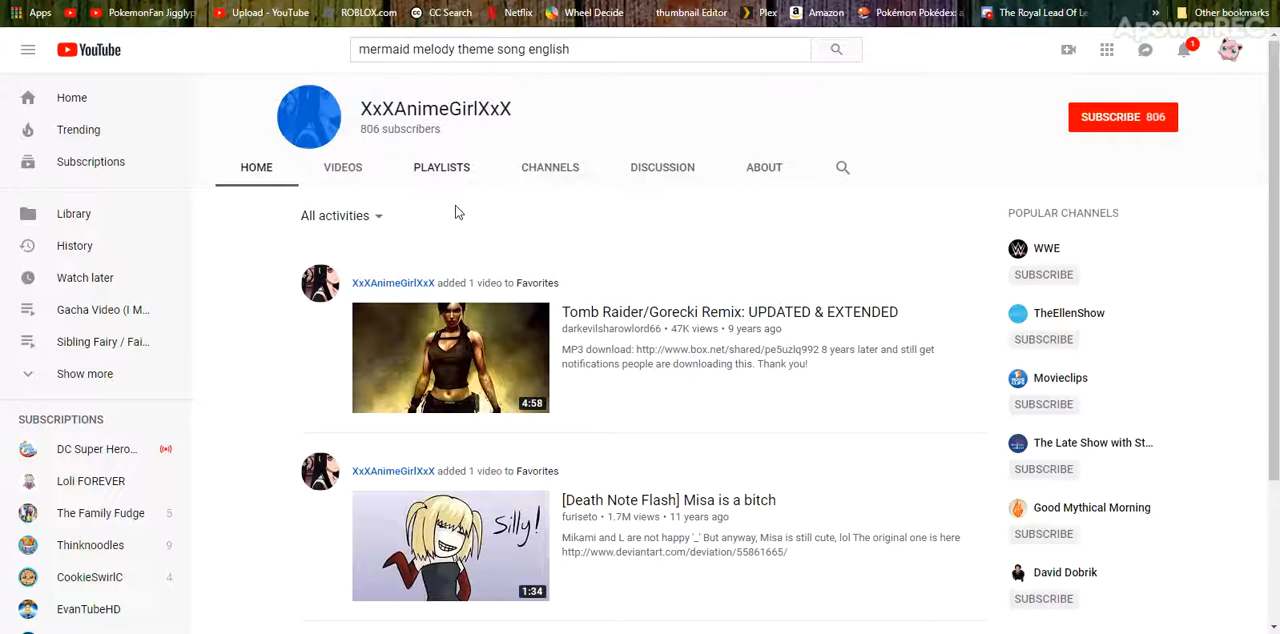 Apps PokemonFan Jigglyp Upload - YouTube ROBLOX.com CC Search Netflix Wheel Decide thumbnail Editor Plex Amazon Pokémon Pokédex: a The Royal Lead Of Le » Other bookmarks
ApowerREC
YouTube mermaid melody theme song english 1
Home
Trending
Subscriptions
Library
History
Watch later
Gacha Video (I M...
Sibling Fairy / Fai...
Show more
SUBSCRIPTIONS
DC Super Hero...
Loli FOREVER
The Family Fudge 5
Thinknoodles 9
CookieSwirlC 4
EvanTubeHD
XxXAnimeGirlXxX
806 subscribers
SUBSCRIBE 806
HOME VIDEOS PLAYLISTS CHANNELS DISCUSSION ABOUT
All activities
XxXAnimeGirlXxX added 1 video to Favorites
Tomb Raider/Gorecki Remix: UPDATED & EXTENDED
darkevilsharowlord66 • 47K views • 9 years ago
MP3 download: http://www.box.net/shared/pe5uzlq992 8 years later and still get
notifications people are downloading this. Thank you!
4:58
XxXAnimeGirlXxX added 1 video to Favorites
[Death Note Flash] Misa is a bitch
furiseto • 1.7M views • 11 years ago
Mikami and L are not happy '_' But anyway, Misa is still cute, lol The original one is here
http://www.deviantart.com/deviation/55861665/
Silly!
1:34
POPULAR CHANNELS
WWE
SUBSCRIBE
TheEllenShow
SUBSCRIBE
Movieclips
SUBSCRIBE
The Late Show with St...
SUBSCRIBE
Good Mythical Morning
SUBSCRIBE
David Dobrik
SUBSCRIBE